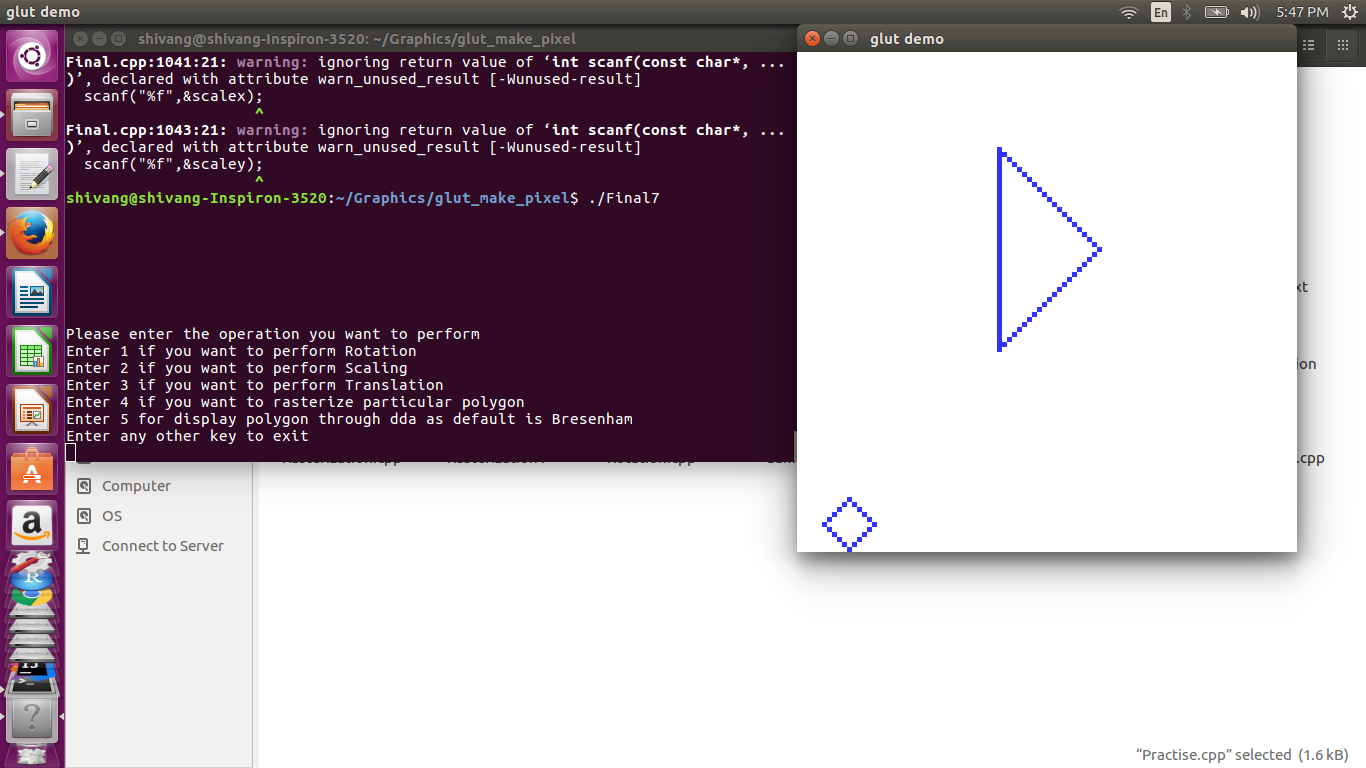 glut demo
En
5:47 PM
shivang@shivang-Inspiron-3520: ~/Graphics/glut_make_pixel
glut demo
Final.cpp:1041:21: warning: ignoring return value of ‘int scanf(const char*, ...
)’, declared with attribute warn_unused_result [-Wunused-result]
scanf("%f",&scalex);
^
Final.cpp:1043:21: warning: ignoring return value of ‘int scanf(const char*, ...
)’, declared with attribute warn_unused_result [-Wunused-result]
scanf("%f",&scaley);
^
shivang@shivang-Inspiron-3520:~/Graphics/glut_make_pixel$ ./Final7
Please enter the operation you want to perform
Enter 1 if you want to perform Rotation
Enter 2 if you want to perform Scaling
Enter 3 if you want to perform Translation
Enter 4 if you want to rasterize particular polygon
Enter 5 for display polygon through dda as default is Bresenham
Enter any other key to exit
xt
ion
.cpp
Computer
OS
Connect to Server
“Practise.cpp” selected (1.6 kB)